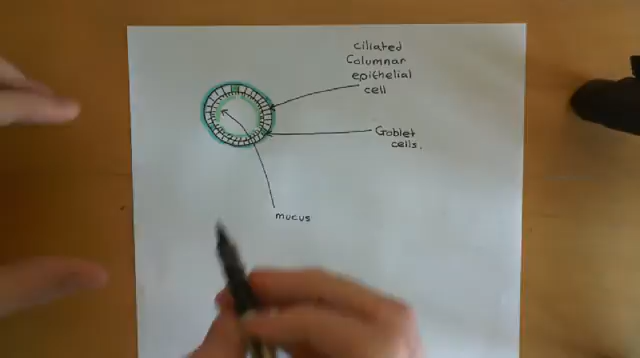 ciliated
Columnar
epithelial
cell
Goblet
cells.
mucus